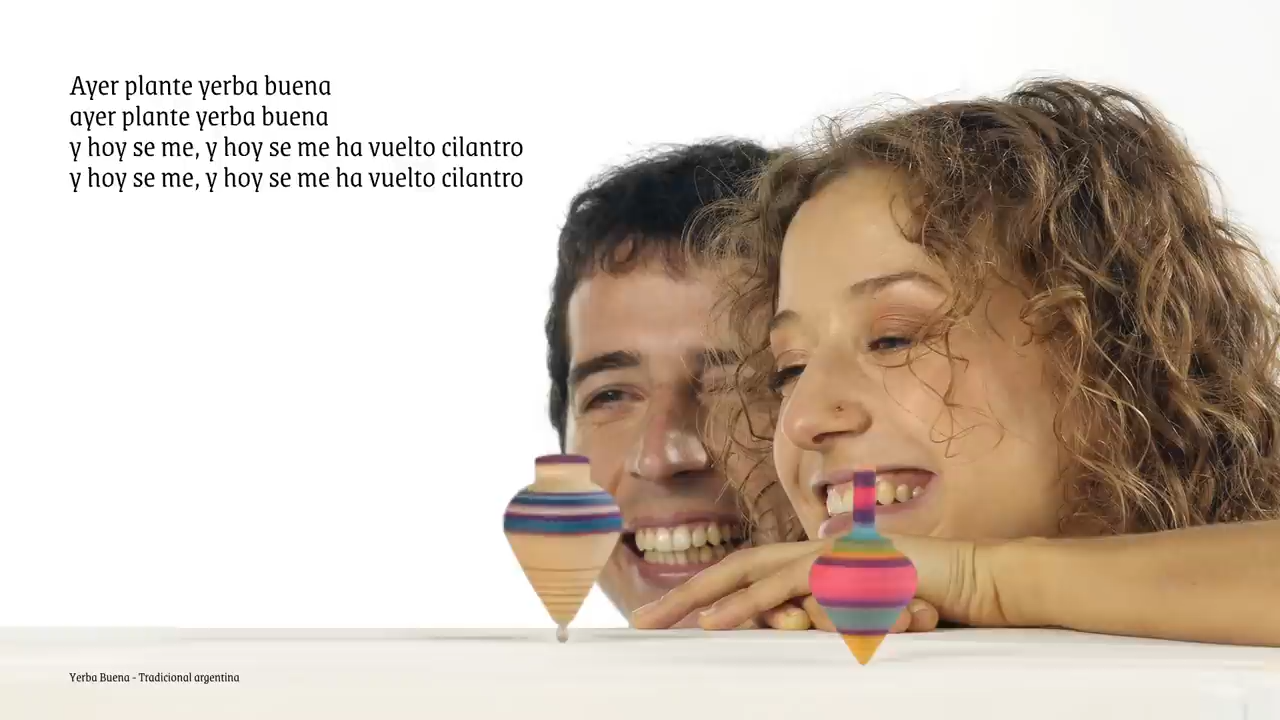 Ayer plante yerba buena
ayer plante yerba buena
y hoy se me, y hoy se me ha vuelto cilantro
y hoy se me, y hoy se me ha vuelto cilantro
Yerba Buena - Tradicional argentina